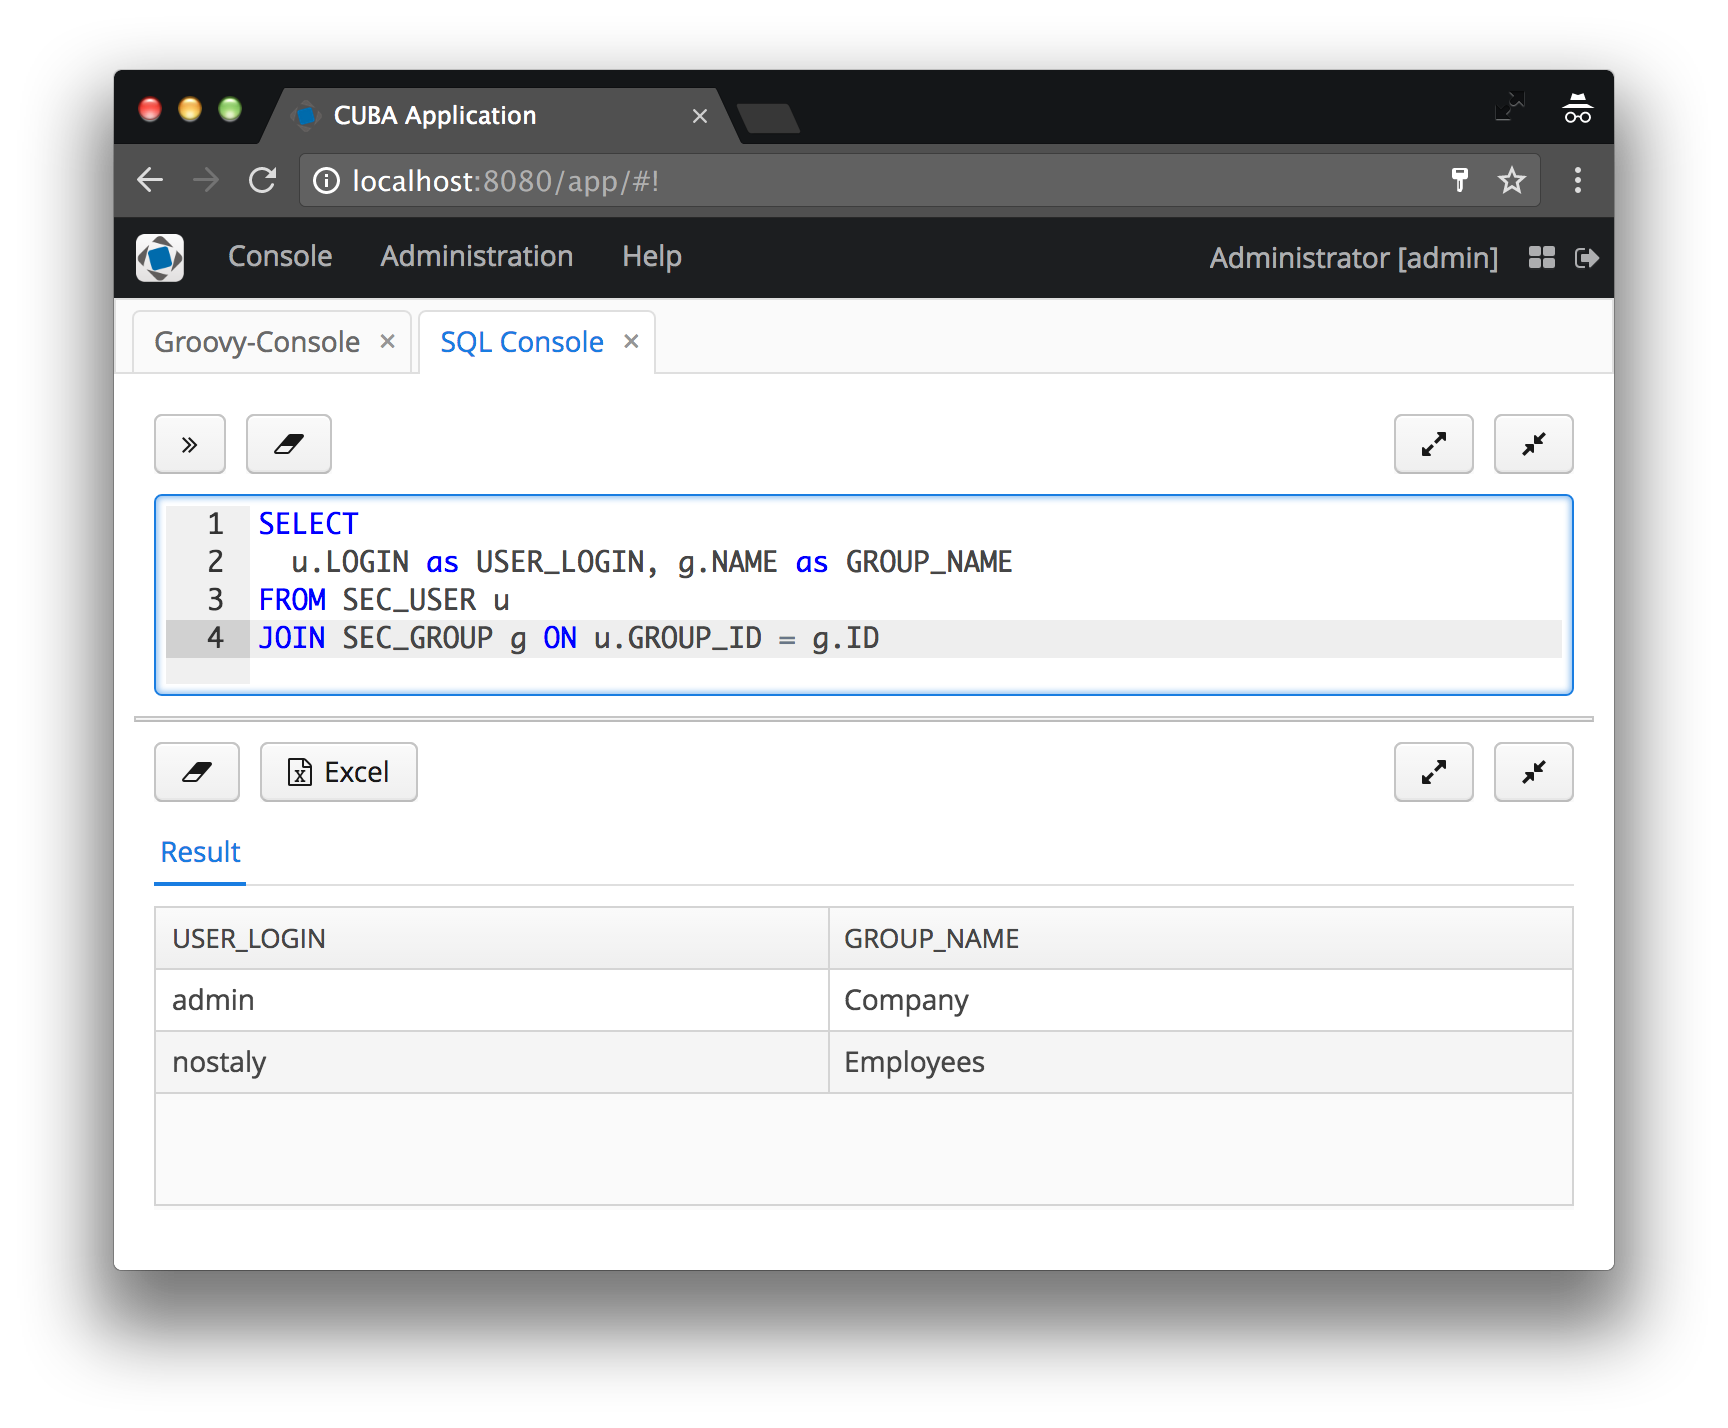 CUBA Application
localhost:8080/app/#!
Console Administration Help Administrator [admin]
Groovy-Console SQL Console
1 SELECT
2 u.LOGIN as USER_LOGIN, g.NAME as GROUP_NAME
3 FROM SEC_USER u
4 JOIN SEC_GROUP g ON u.GROUP_ID = g.ID
Excel
Result
USER_LOGIN GROUP_NAME
admin Company
nostaly Employees